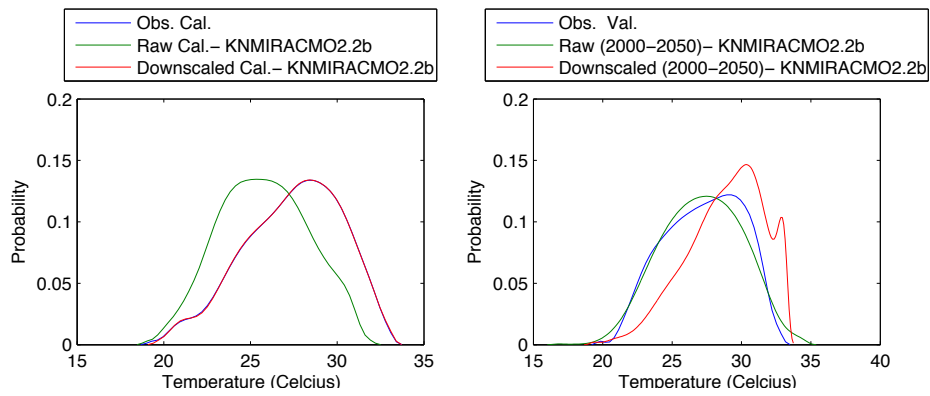 Obs. Cal.
Raw Cal.− KNMIRACMO2.2b
Downscaled Cal.− KNMIRACMO2.2b
0.2
0.15
0.1
0.05
0
15
20
25
30
35
Probability
Temperature (Celcius)
Obs. Val.
Raw (2000−2050)− KNMIRACMO2.2b
Downscaled (2000−2050)− KNMIRACMO2.2b
0.2
0.15
0.1
0.05
0
15
20
25
30
35
40
Probability
Temperature (Celcius)